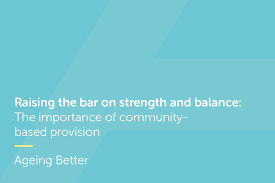 Raising the bar on strength and balance:
The importance of community-
based provision
Ageing Better